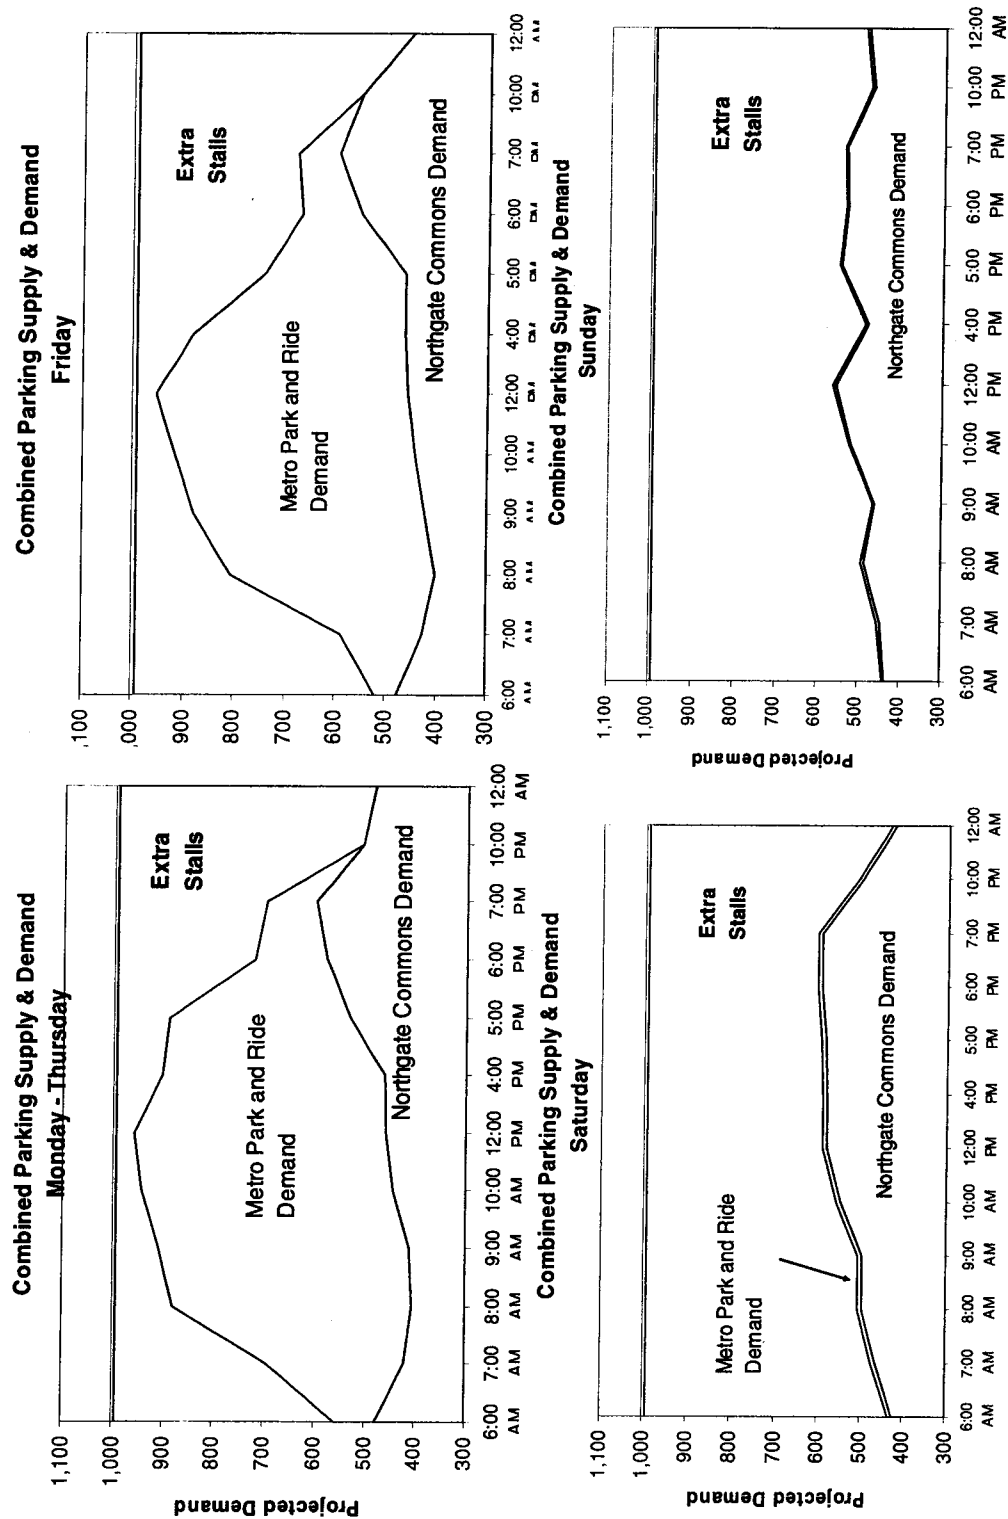 Combined Parking Supply & Demand
Monday - Thursday
Projected Demand
1,100
1,000
900
800
700
600
500
400
300
Extra
Stalls
Metro Park and Ride
Demand
Northgate Commons Demand
6:00 7:00 8:00 9:00 10:00 12:00 4:00 5:00 6:00 7:00 10:00 12:00
AM AM AM AM AM PM PM PM PM PM PM AM
Combined Parking Supply & Demand
Friday
,100
,000
900
800
700
600
500
400
300
Extra
Stalls
Metro Park and Ride
Demand
Northgate Commons Demand
6:00 7:00 8:00 9:00 10:00 12:00 4:00 5:00 6:00 7:00 10:00 12:00
Combined Parking Supply & Demand
Saturday
Projected Demand
1,100
1,000
900
800
700
600
500
400
300
Extra
Stalls
Metro Park and Ride
Demand
Northgate Commons Demand
6:00 7:00 8:00 9:00 10:00 12:00 4:00 5:00 6:00 7:00 10:00 12:00
AM AM AM AM AM PM PM PM PM PM PM AM
Combined Parking Supply & Demand
Sunday
Projected Demand
1,100
1,000
900
800
700
600
500
400
300
Extra
Stalls
Northgate Commons Demand
6:00 7:00 8:00 9:00 10:00 12:00 4:00 5:00 6:00 7:00 10:00 12:00
AM AM AM AM AM PM PM PM PM PM PM AM